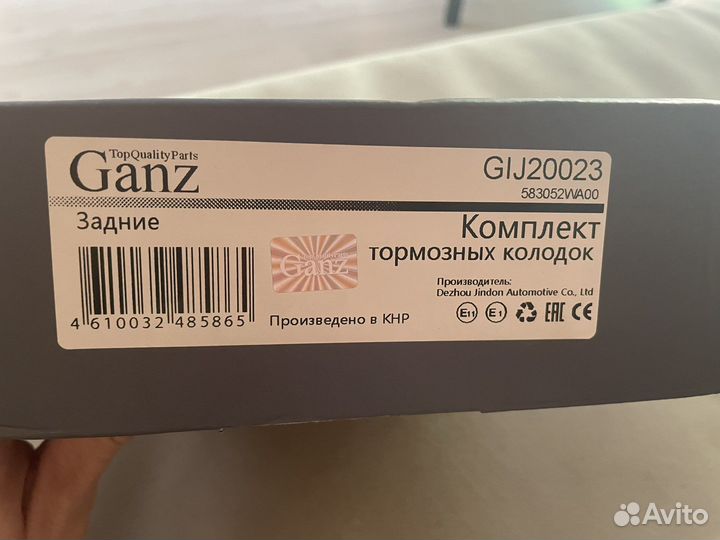 TopQualityParts
Ganz
GIJ20023
583052WA00
Задние
Комплект
тормозных колодок
Ganz
Производитель:
Dezhou Jindon Automotive Co., Ltd
4 610032 485865
Произведено в КНР
E11 E1 EAC CE
Avito